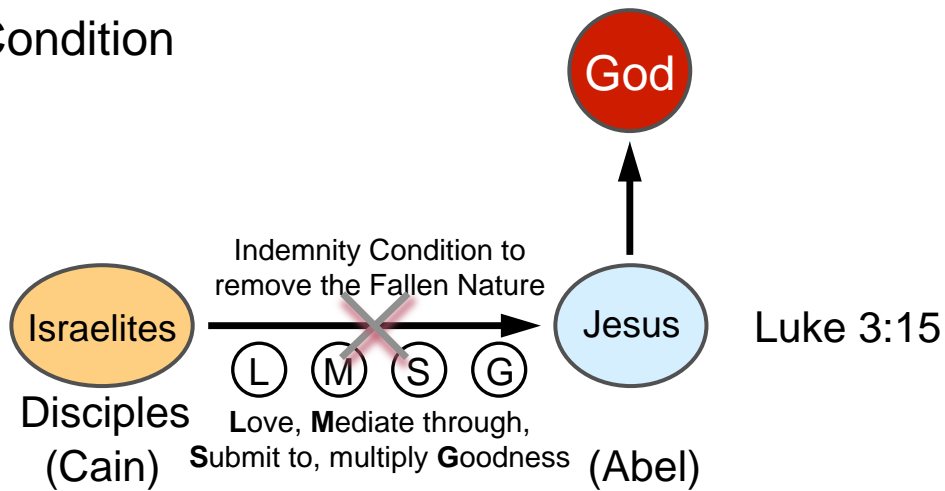 Condition
God
Indemnity Condition to
remove the Fallen Nature
Israelites
Jesus
Luke 3:15
L M S G
Disciples
(Cain)
Love, Mediate through,
Submit to, multiply Goodness
(Abel)